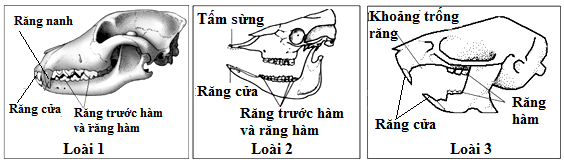 Răng nanh
Răng cửa
Răng trước hàm
và răng hàm
Loài 1
Tấm sừng
Răng cửa
Răng trước hàm
và răng hàm
Loài 2
Khoảng trống
răng
Răng cửa
Răng
hàm
Loài 3